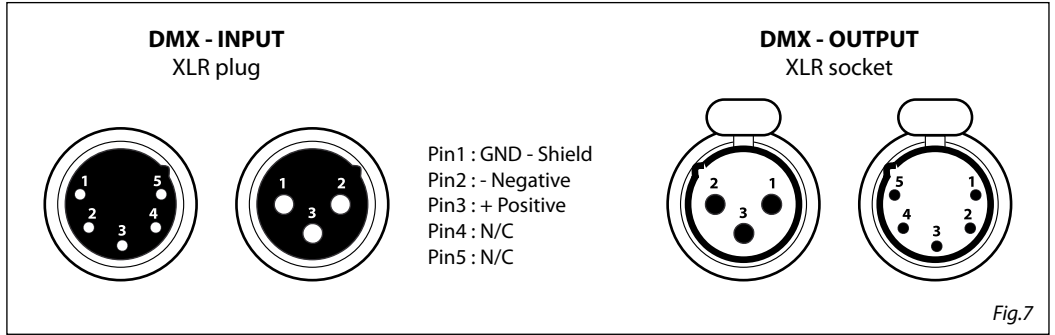 DMX - INPUT
XLR plug
DMX - OUTPUT
XLR socket
1 5
2 4
3
1 2
3
Pin1 : GND - Shield
Pin2 : - Negative
Pin3 : + Positive
Pin4 : N/C
Pin5 : N/C
2 1
3
5 1
4 2
3
Fig.7